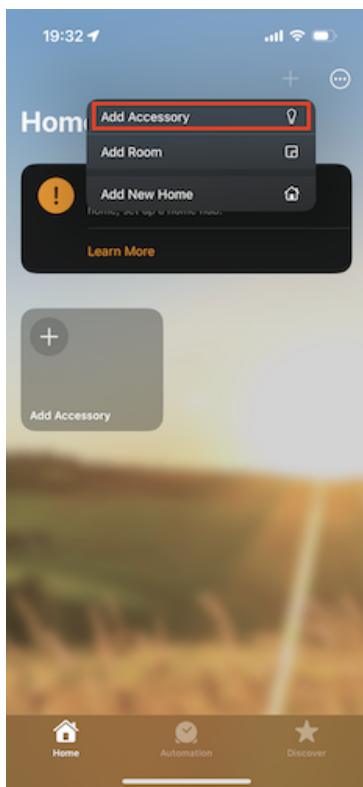 19:32
Home
Add Accessory
Add Room
Add New Home
home, set up a home hub.
Learn More
Add Accessory
Home
Automation
Discover